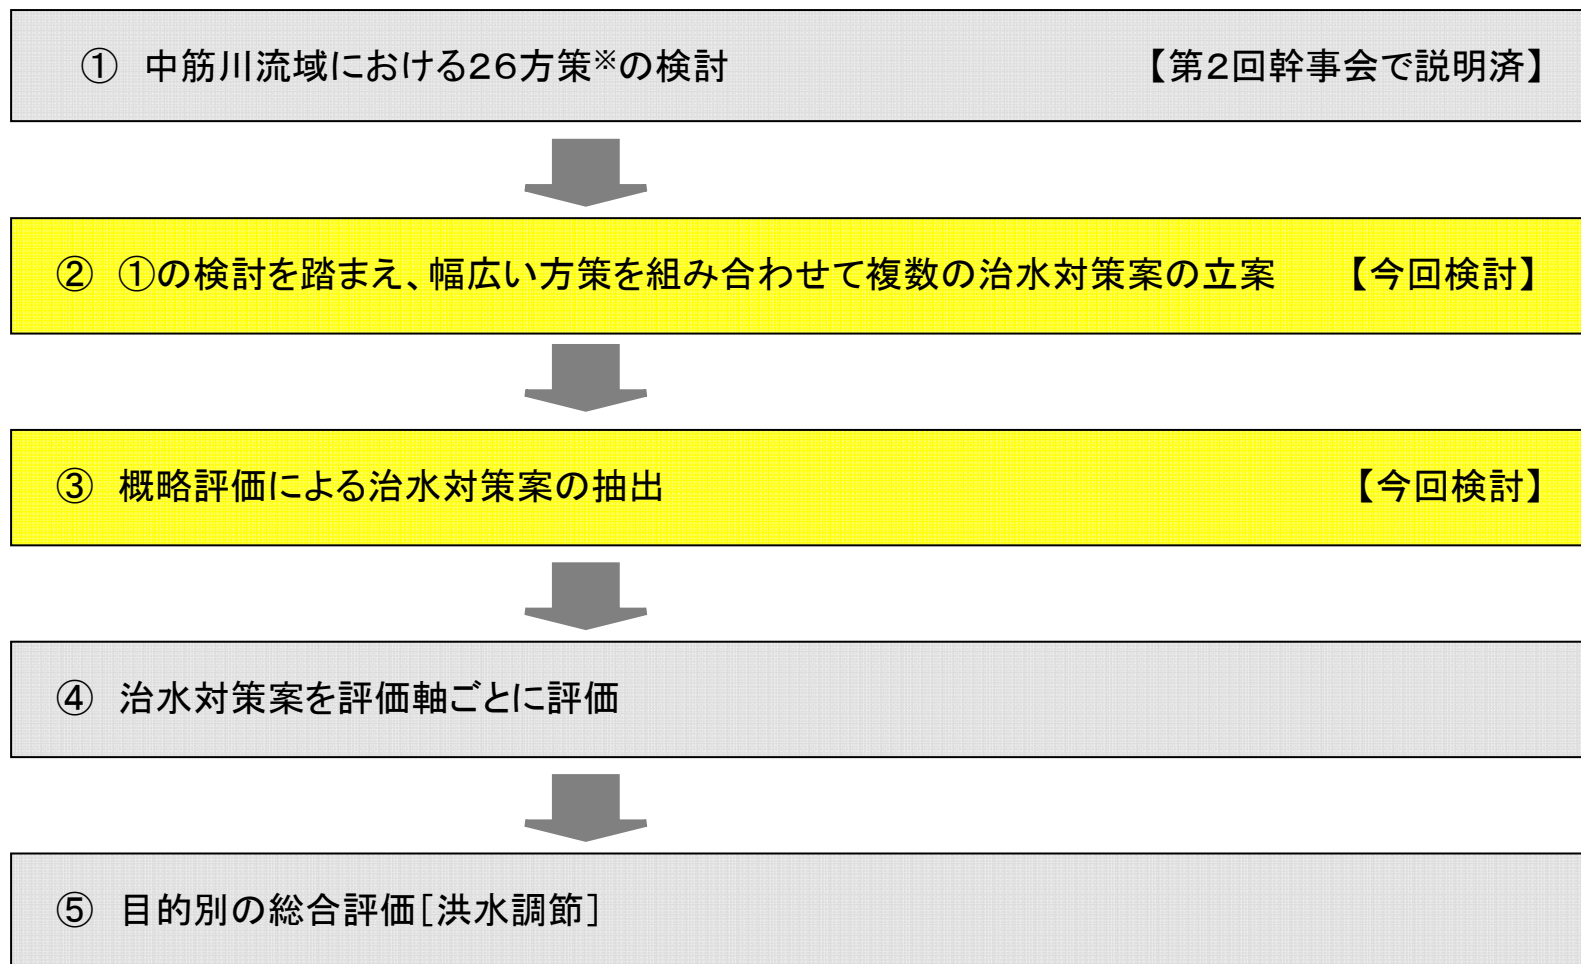 ① 中筋川流域における26方策※の検討 【第2回幹事会で説明済】
② ①の検討を踏まえ、幅広い方策を組み合わせて複数の治水対策案の立案 【今回検討】
③ 概略評価による治水対策案の抽出 【今回検討】
④ 治水対策案を評価軸ごとに評価
⑤ 目的別の総合評価[洪水調節]